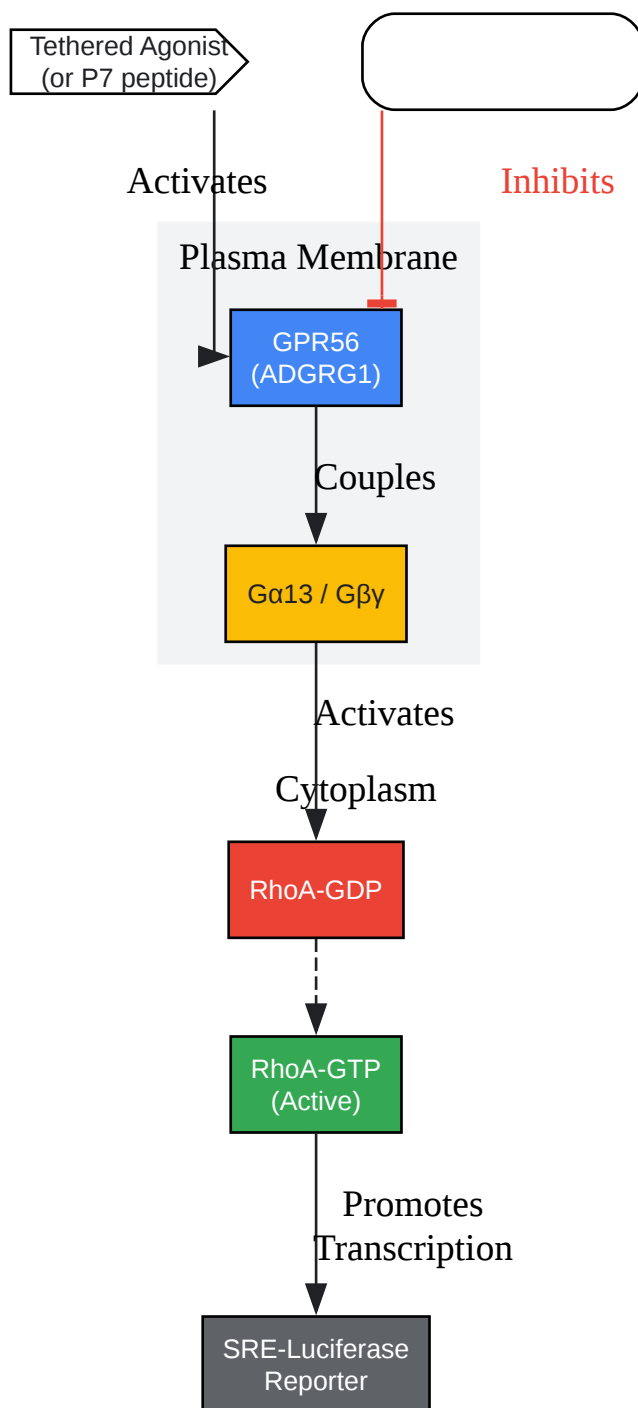 Tethered Agonist
(or P7 peptide)
Activates
Inhibits
Plasma Membrane
GPR56
(ADGRG1)
Couples
Gα13 / Gβγ
Activates
Cytoplasm
RhoA-GDP
RhoA-GTP
(Active)
Promotes
Transcription
SRE-Luciferase
Reporter